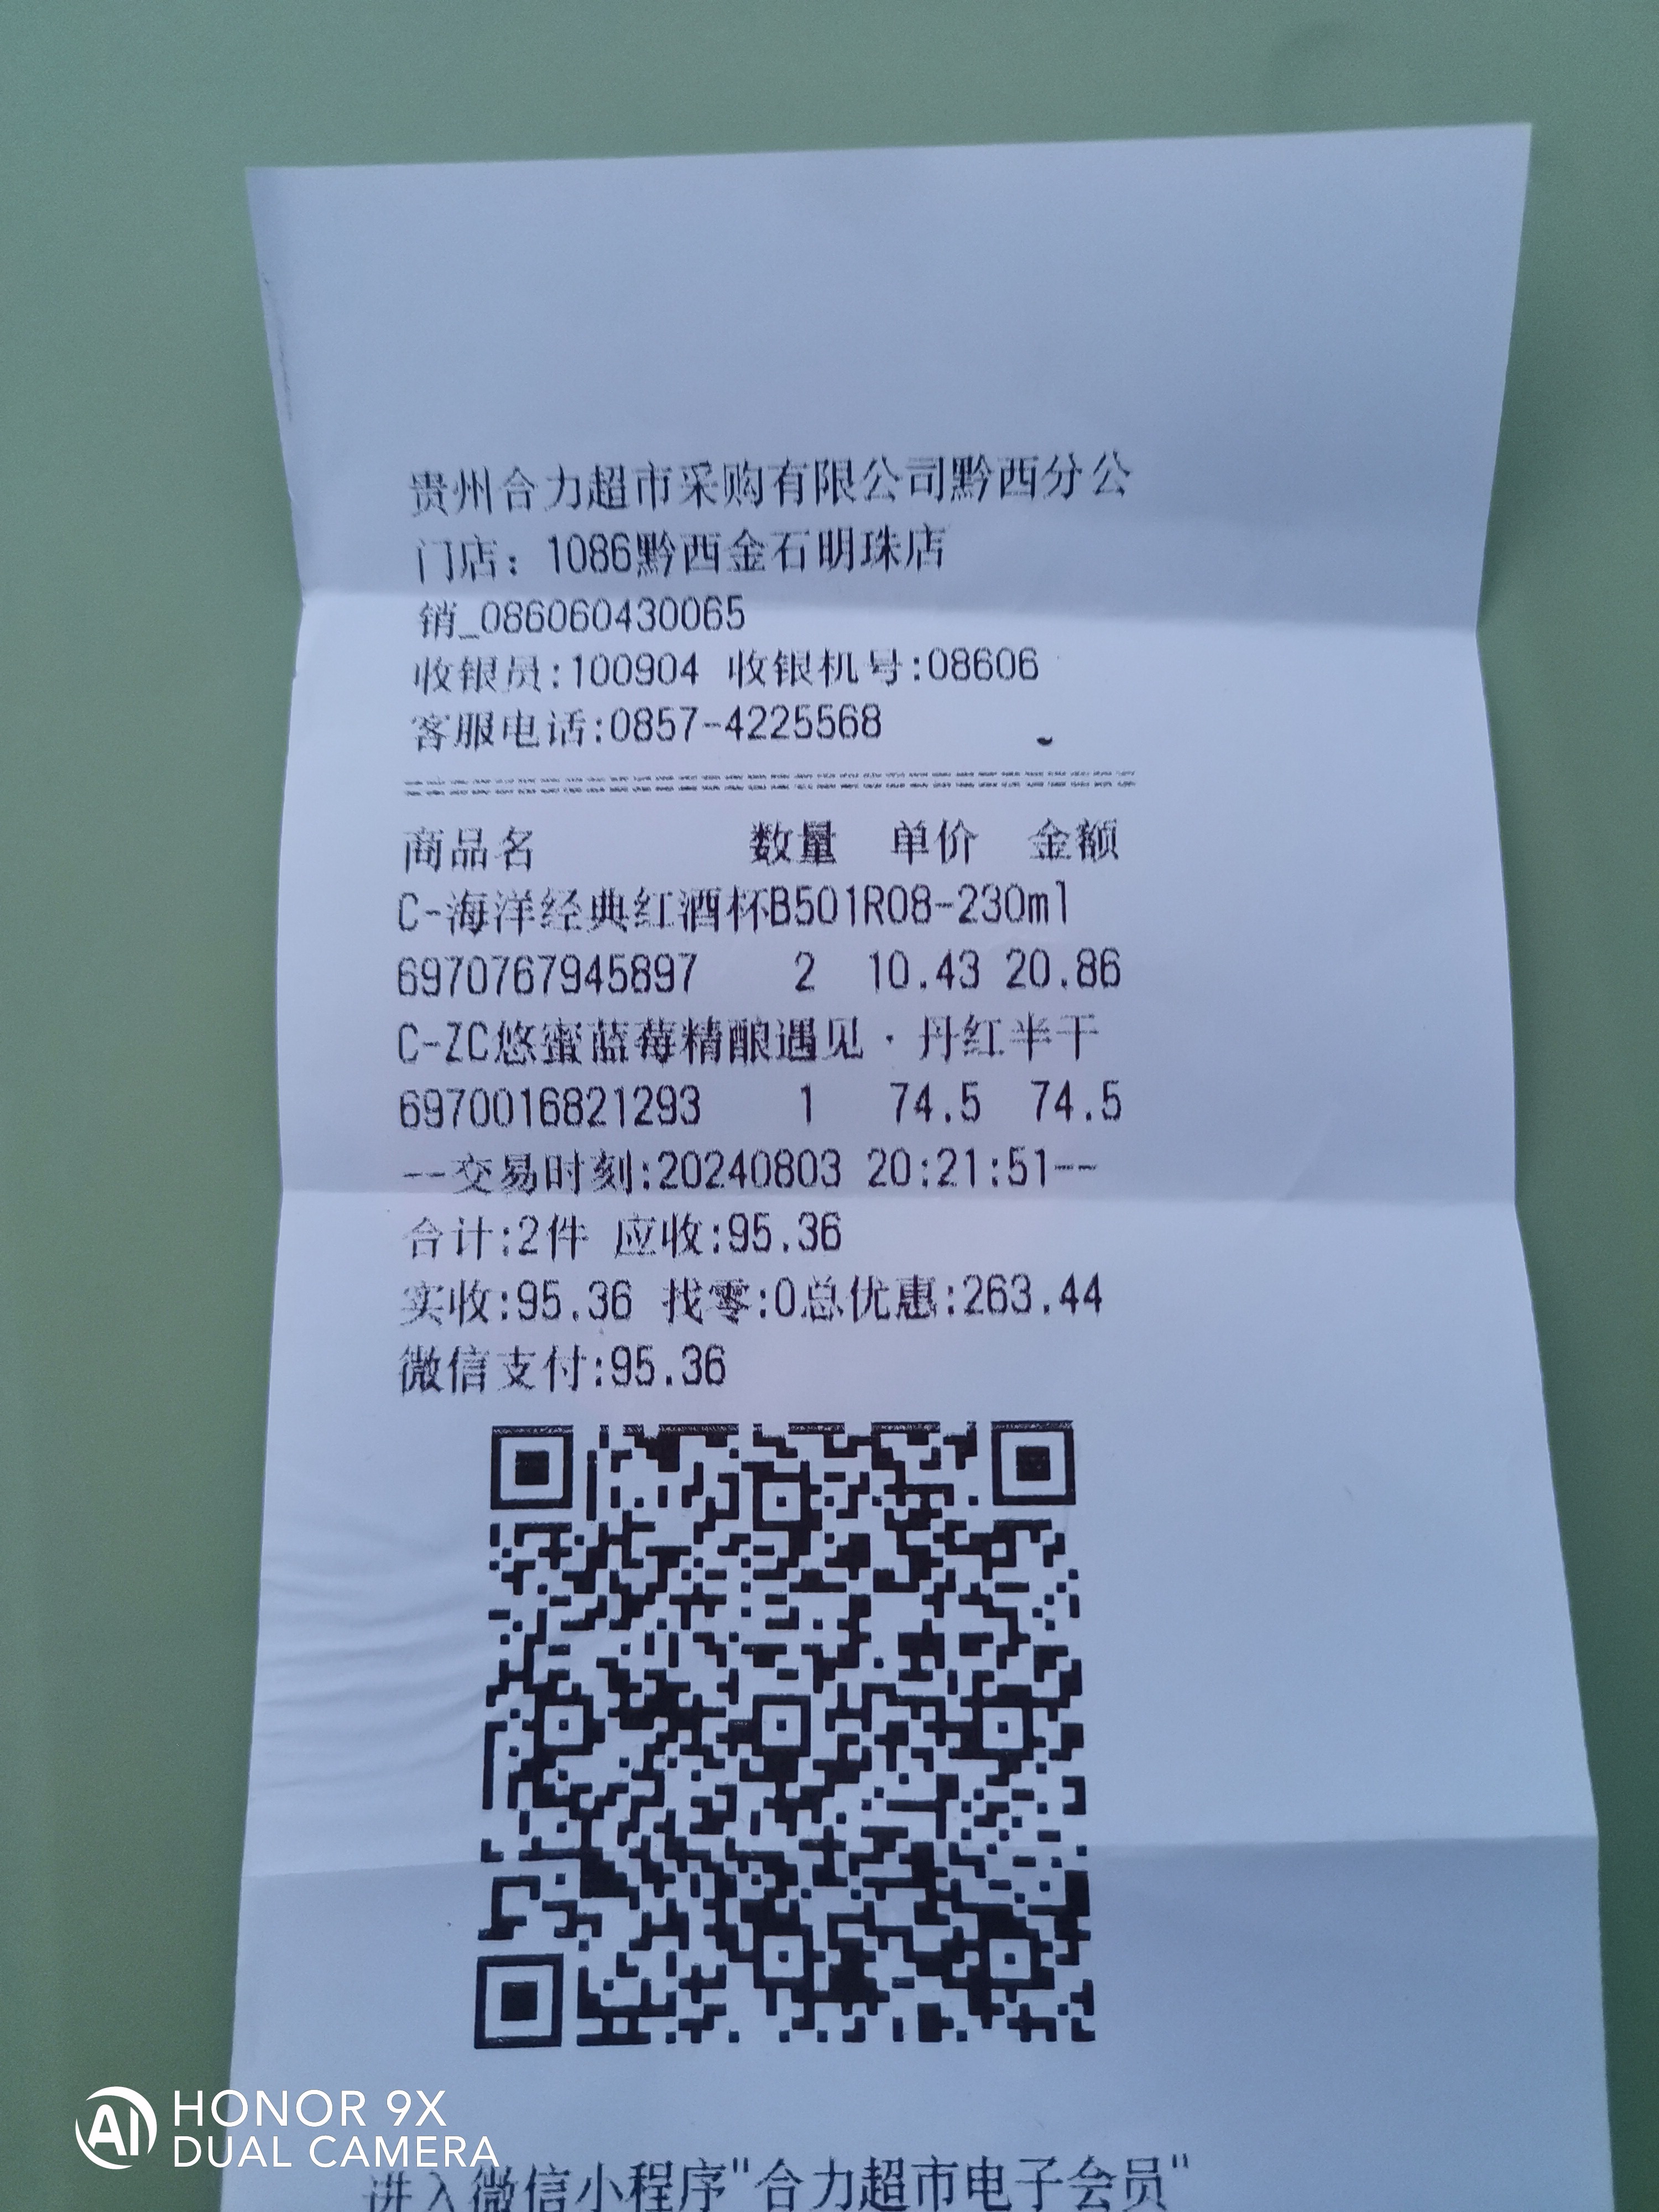 贵州合力超市采购有限公司黔西分公
门店：1086黔西金石明珠店
销_086060430065
收银员:100904 收银机号:08606
客服电话:0857-4225568
商品名 数量 单价 金额
C-海洋经典红酒杯B501R08-230ml
6970767945897 2 10.43 20.86
C-ZC悠蜜蓝莓精酿遇见·丹红半干
6970016821293 1 74.5 74.5
--交易时刻:20240803 20:21:51--
合计:2件 应收:95.36
实收:95.36 找零:0总优惠:263.44
微信支付:95.36
进入微信小程序"合力超市电子会员"
AI HONOR 9X
DUAL CAMERA